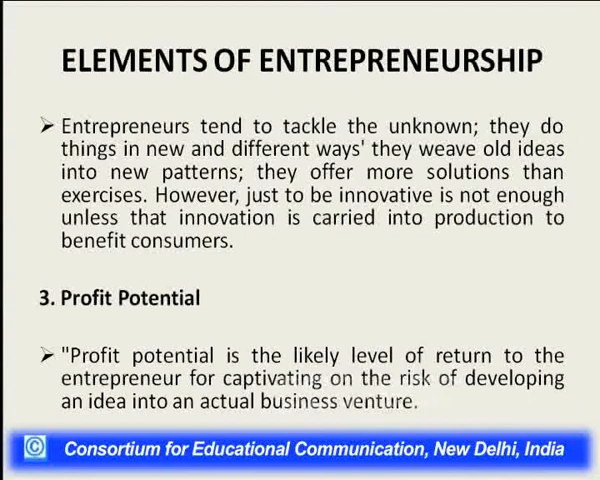 ELEMENTS OF ENTREPRENEURSHIP
➤ Entrepreneurs tend to tackle the unknown; they do
things in new and different ways' they weave old ideas
into new patterns; they offer more solutions than
exercises. However, just to be innovative is not enough
unless that innovation is carried into production to
benefit consumers.
3. Profit Potential
➤ "Profit potential is the likely level of return to the
entrepreneur for captivating on the risk of developing
an idea into an actual business venture.
© Consortium for Educational Communication, New Delhi, India